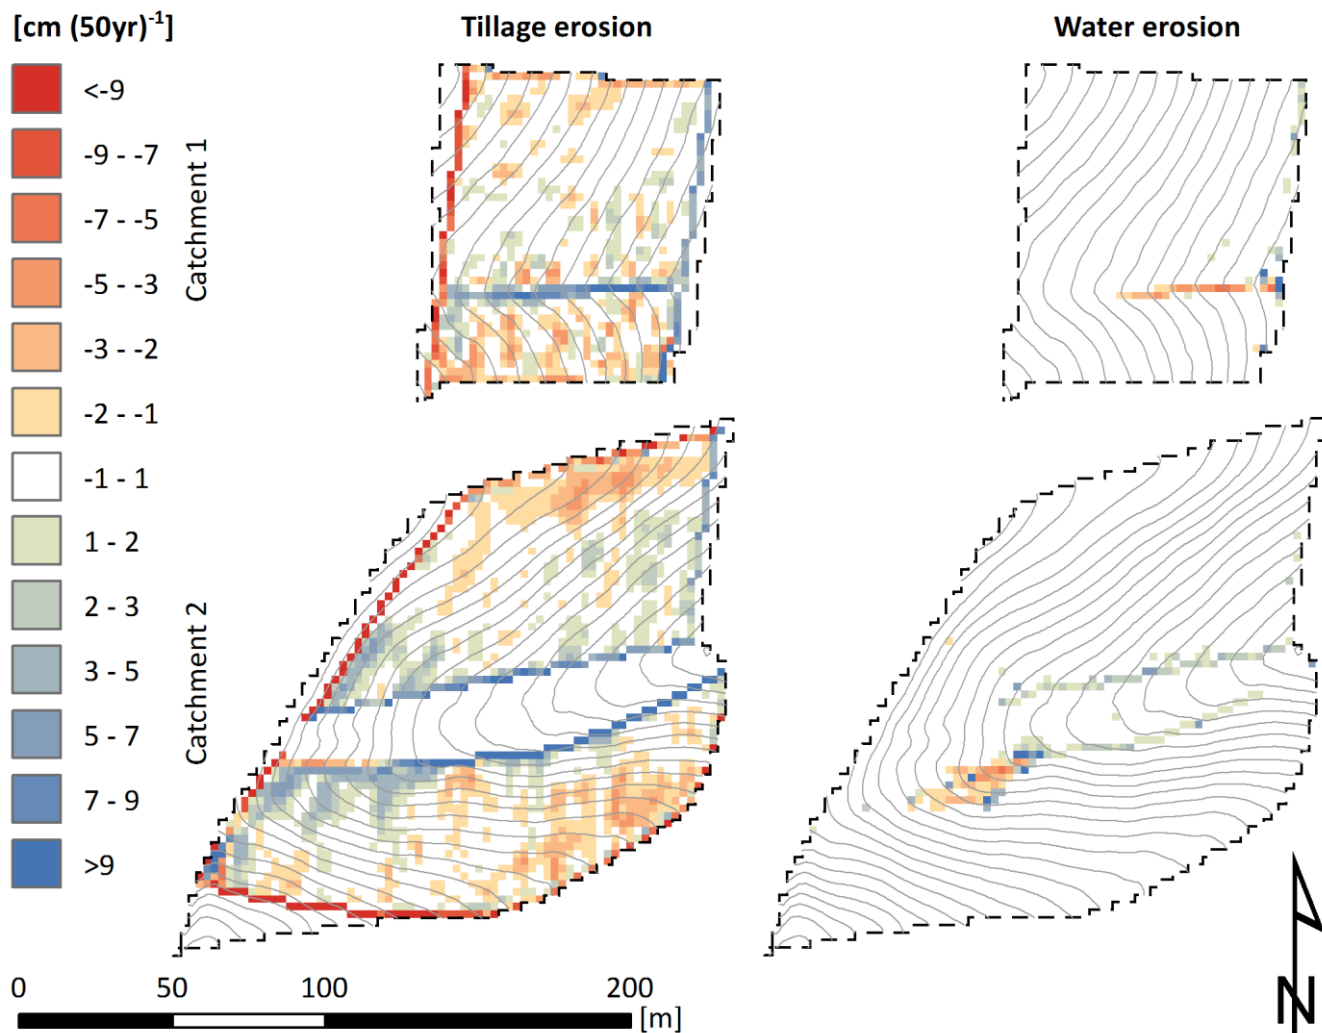 [cm (50yr)⁻¹]
Tillage erosion
Water erosion
<-9
-9 - -7
-7 - -5
-5 - -3
-3 - -2
-2 - -1
-1 - 1
1 - 2
2 - 3
3 - 5
5 - 7
7 - 9
>9
Catchment 1
Catchment 2
0 50 100 200
[m]
N